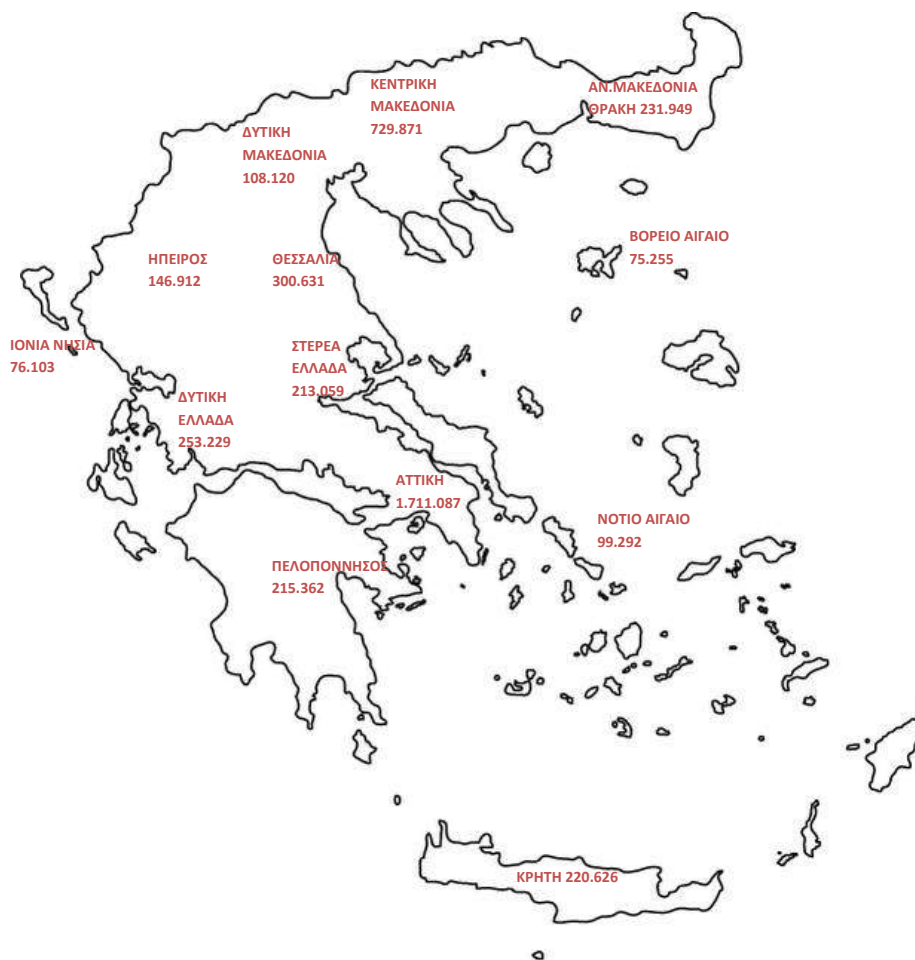 ΚΕΝΤΡΙΚΗ
ΜΑΚΕΔΟΝΙΑ
729.871
ΑΝ.ΜΑΚΕΔΟΝΙΑ
ΘΡΑΚΗ 231.949
ΔΥΤΙΚΗ
ΜΑΚΕΔΟΝΙΑ
108.120
ΒΟΡΕΙΟ ΑΙΓΑΙΟ
75.255
ΗΠΕΙΡΟΣ
146.912
ΘΕΣΣΑΛΙΑ
300.631
ΙΟΝΙΑ ΝΗΣΙΑ
76.103
ΣΤΕΡΕΑ
ΕΛΛΑΔΑ
213.059
ΔΥΤΙΚΗ
ΕΛΛΑΔΑ
253.229
ΑΤΤΙΚΗ
1.711.087
ΝΟΤΙΟ ΑΙΓΑΙΟ
99.292
ΠΕΛΟΠΟΝΝΗΣΟΣ
215.362
ΚΡΗΤΗ 220.626